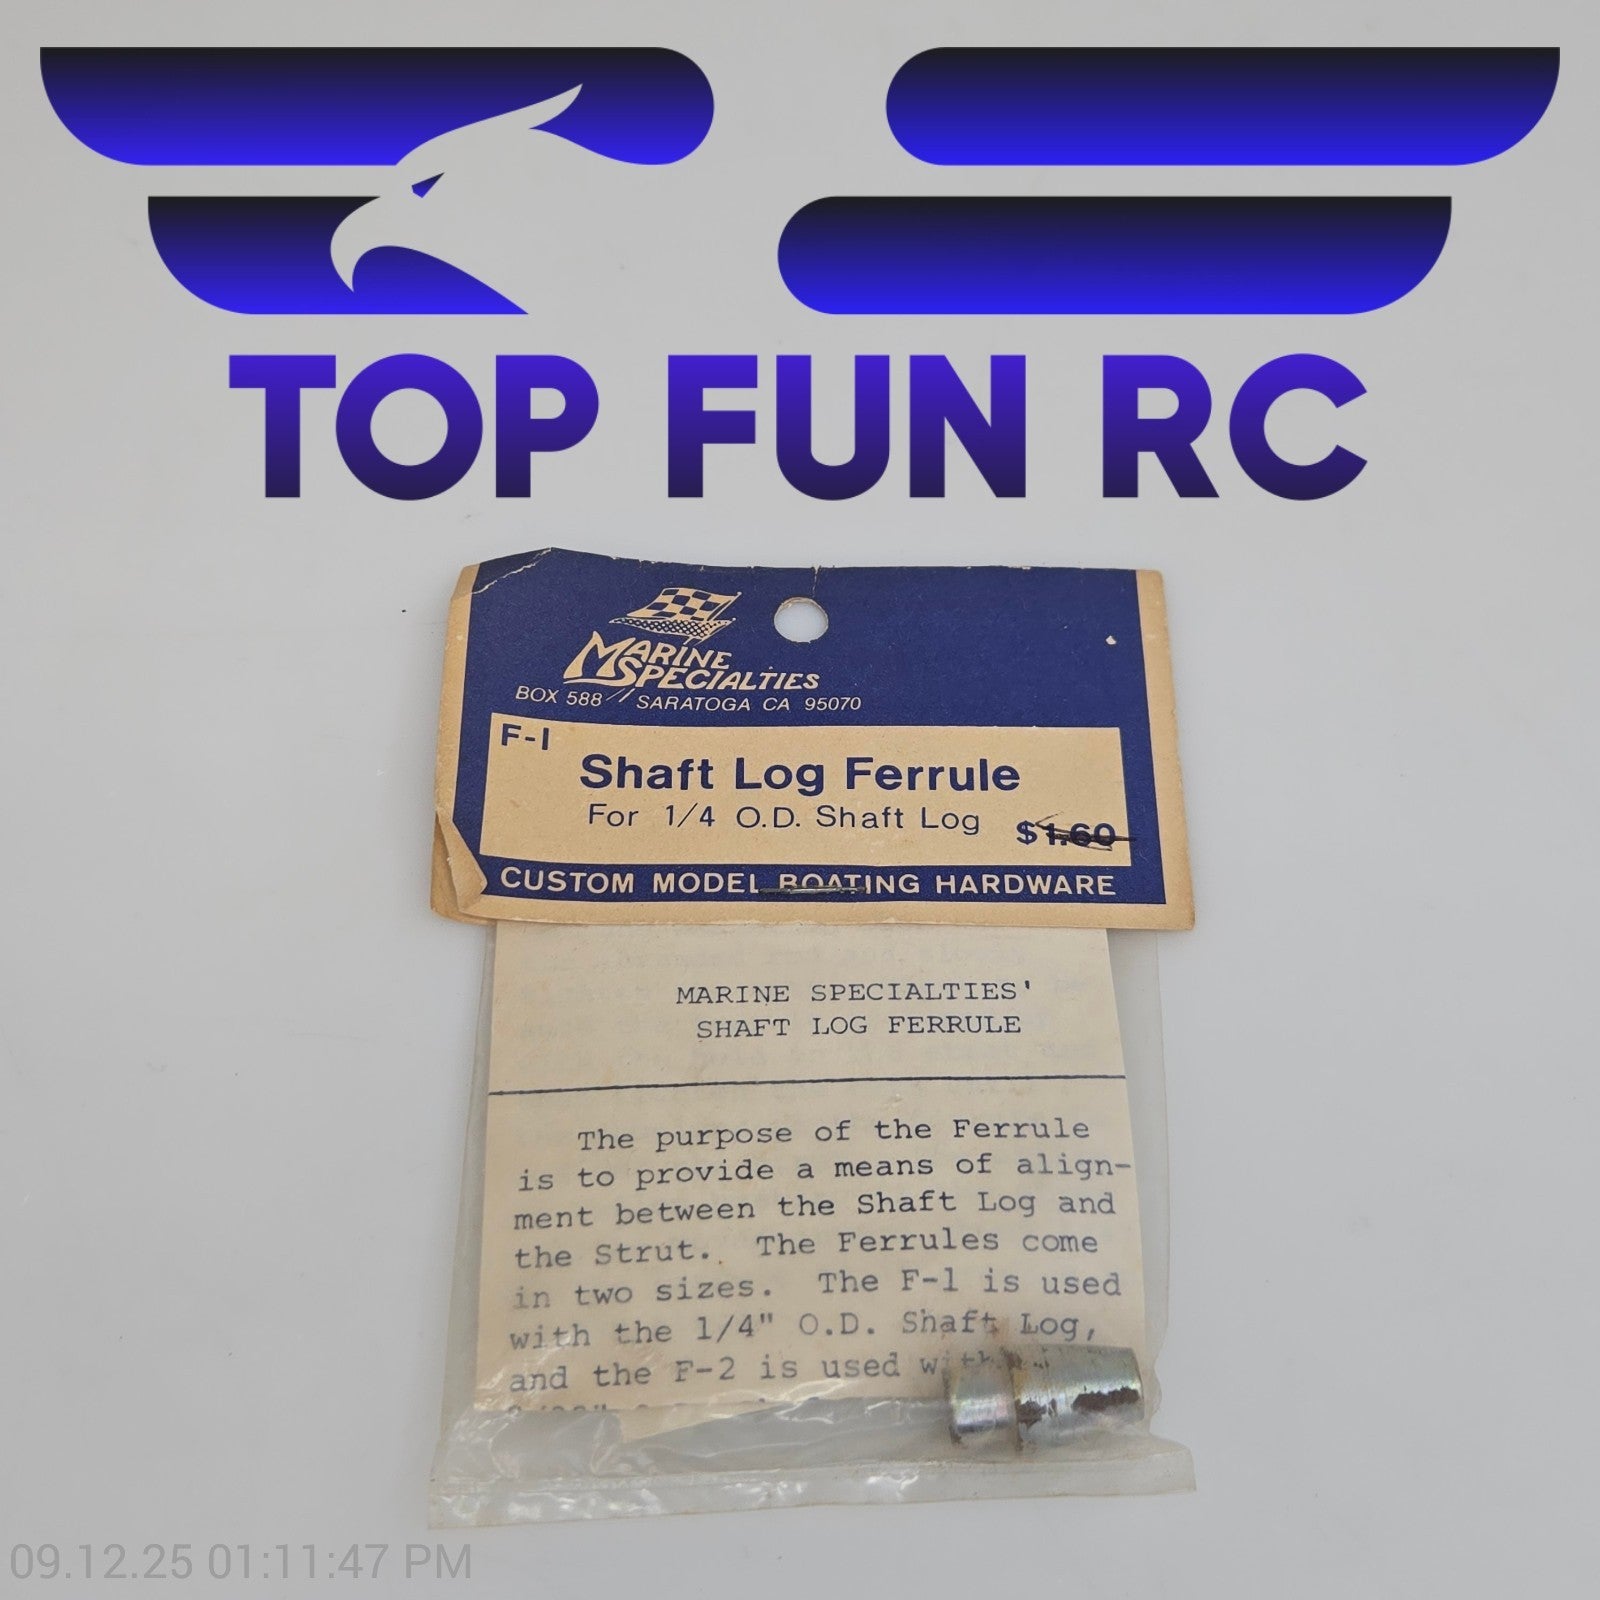 TOP FUN RC
MARINE
SPECIALTIES
BOX 588 // SARATOGA CA 95070
F-1
Shaft Log Ferrule
For 1/4 O.D. Shaft Log
$1.60
CUSTOM MODEL BOATING HARDWARE
MARINE SPECIALTIES'
SHAFT LOG FERRULE
The purpose of the Ferrule
is to provide a means of align-
ment between the Shaft Log and
the Strut. The Ferrules come
in two sizes. The F-1 is used
with the 1/4" O.D. Shaft Log,
and the F-2 is used with
09.12.25 01:11:47 PM